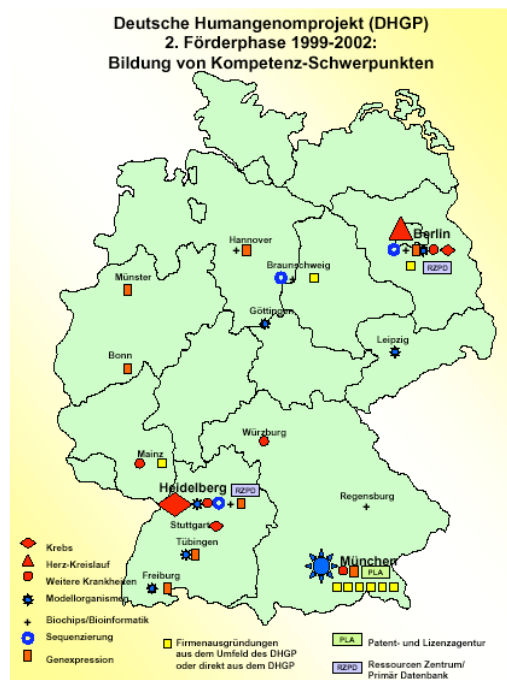 Deutsche Humangenomprojekt (DHGP)
2. Förderphase 1999-2002:
Bildung von Kompetenz-Schwerpunkten
Berlin
Hannover
Braunschweig
RZPD
Münster
Göttingen
Leipzig
Bonn
Würzburg
Mainz
Heidelberg
RZPD
Regensburg
Stuttgart
Tübingen
München
PLA
Freiburg
Krebs
Herz-Kreislauf
Weitere Krankheiten
Modellorganismen
Biochips/Bioinformatik
Sequenzierung
Genexpression
Firmenausgründungen
aus dem Umfeld des DHGP
oder direkt aus dem DHGP
PLA Patent- und Lizenzagentur
RZPD Ressourcen Zentrum/
Primär Datenbank